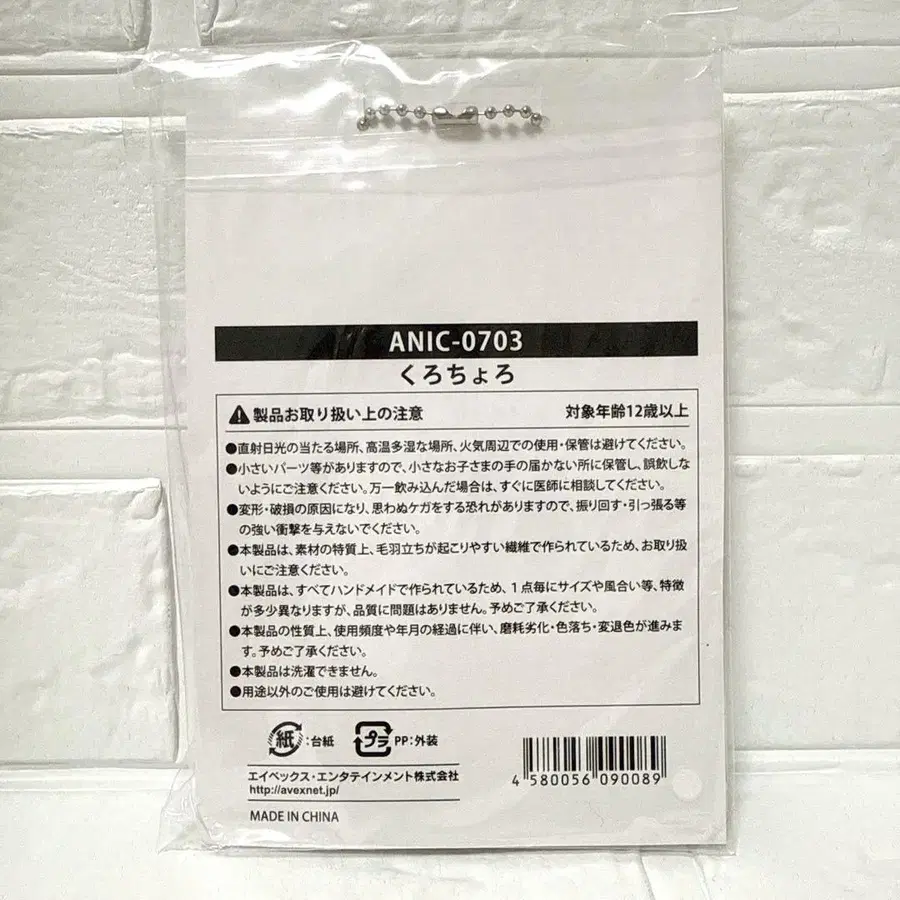 ANIC-0703
くろちょろ
製品お取り扱い上の注意 対象年齢12歳以上
●直射日光の当たる場所、高温多湿な場所、火気周辺での使用・保管は避けてください。
●小さいパーツ等がありますので、小さなお子さまの手の届かない所に保管し、誤飲しな
いようにご注意ください。万一飲み込んだ場合は、すぐに医師に相談してください。
●変形・破損の原因になり、思わぬケガをする恐れがありますので、振り回す・引っ張る等
の強い衝撃を与えないでください。
●本製品は、素材の特質上、毛羽立ちが起こりやすい繊維で作られているため、お取り扱
いにご注意ください。
●本製品は、すべてハンドメイドで作られているため、1点毎にサイズや風合い等、特徴
が多少異なりますが、品質に問題はありません。予めご了承ください。
●本製品の性質上、使用頻度や年月の経過に伴い、磨耗劣化・色落ち・変退色が進みま
す。予めご了承ください。
●本製品は洗濯できません。
●用途以外のご使用は避けてください。
紙:台紙 プラ PP:外装
エイベックス・エンタテインメント株式会社
http://avexnet.jp/
MADE IN CHINA
4 580056 090089